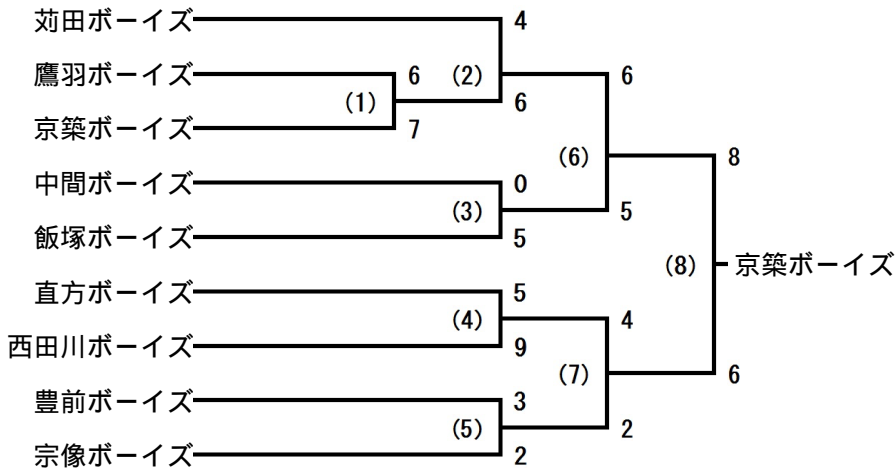 苅田ボーイズ 4
鷹羽ボーイズ 6 (2) 6
(1) 6
京築ボーイズ 7
(6) 8
中間ボーイズ 0
(3) 5
飯塚ボーイズ 5
(8) 京築ボーイズ
直方ボーイズ 5
(4) 4
西田川ボーイズ 9
(7) 6
豊前ボーイズ 3
(5) 2
宗像ボーイズ 2